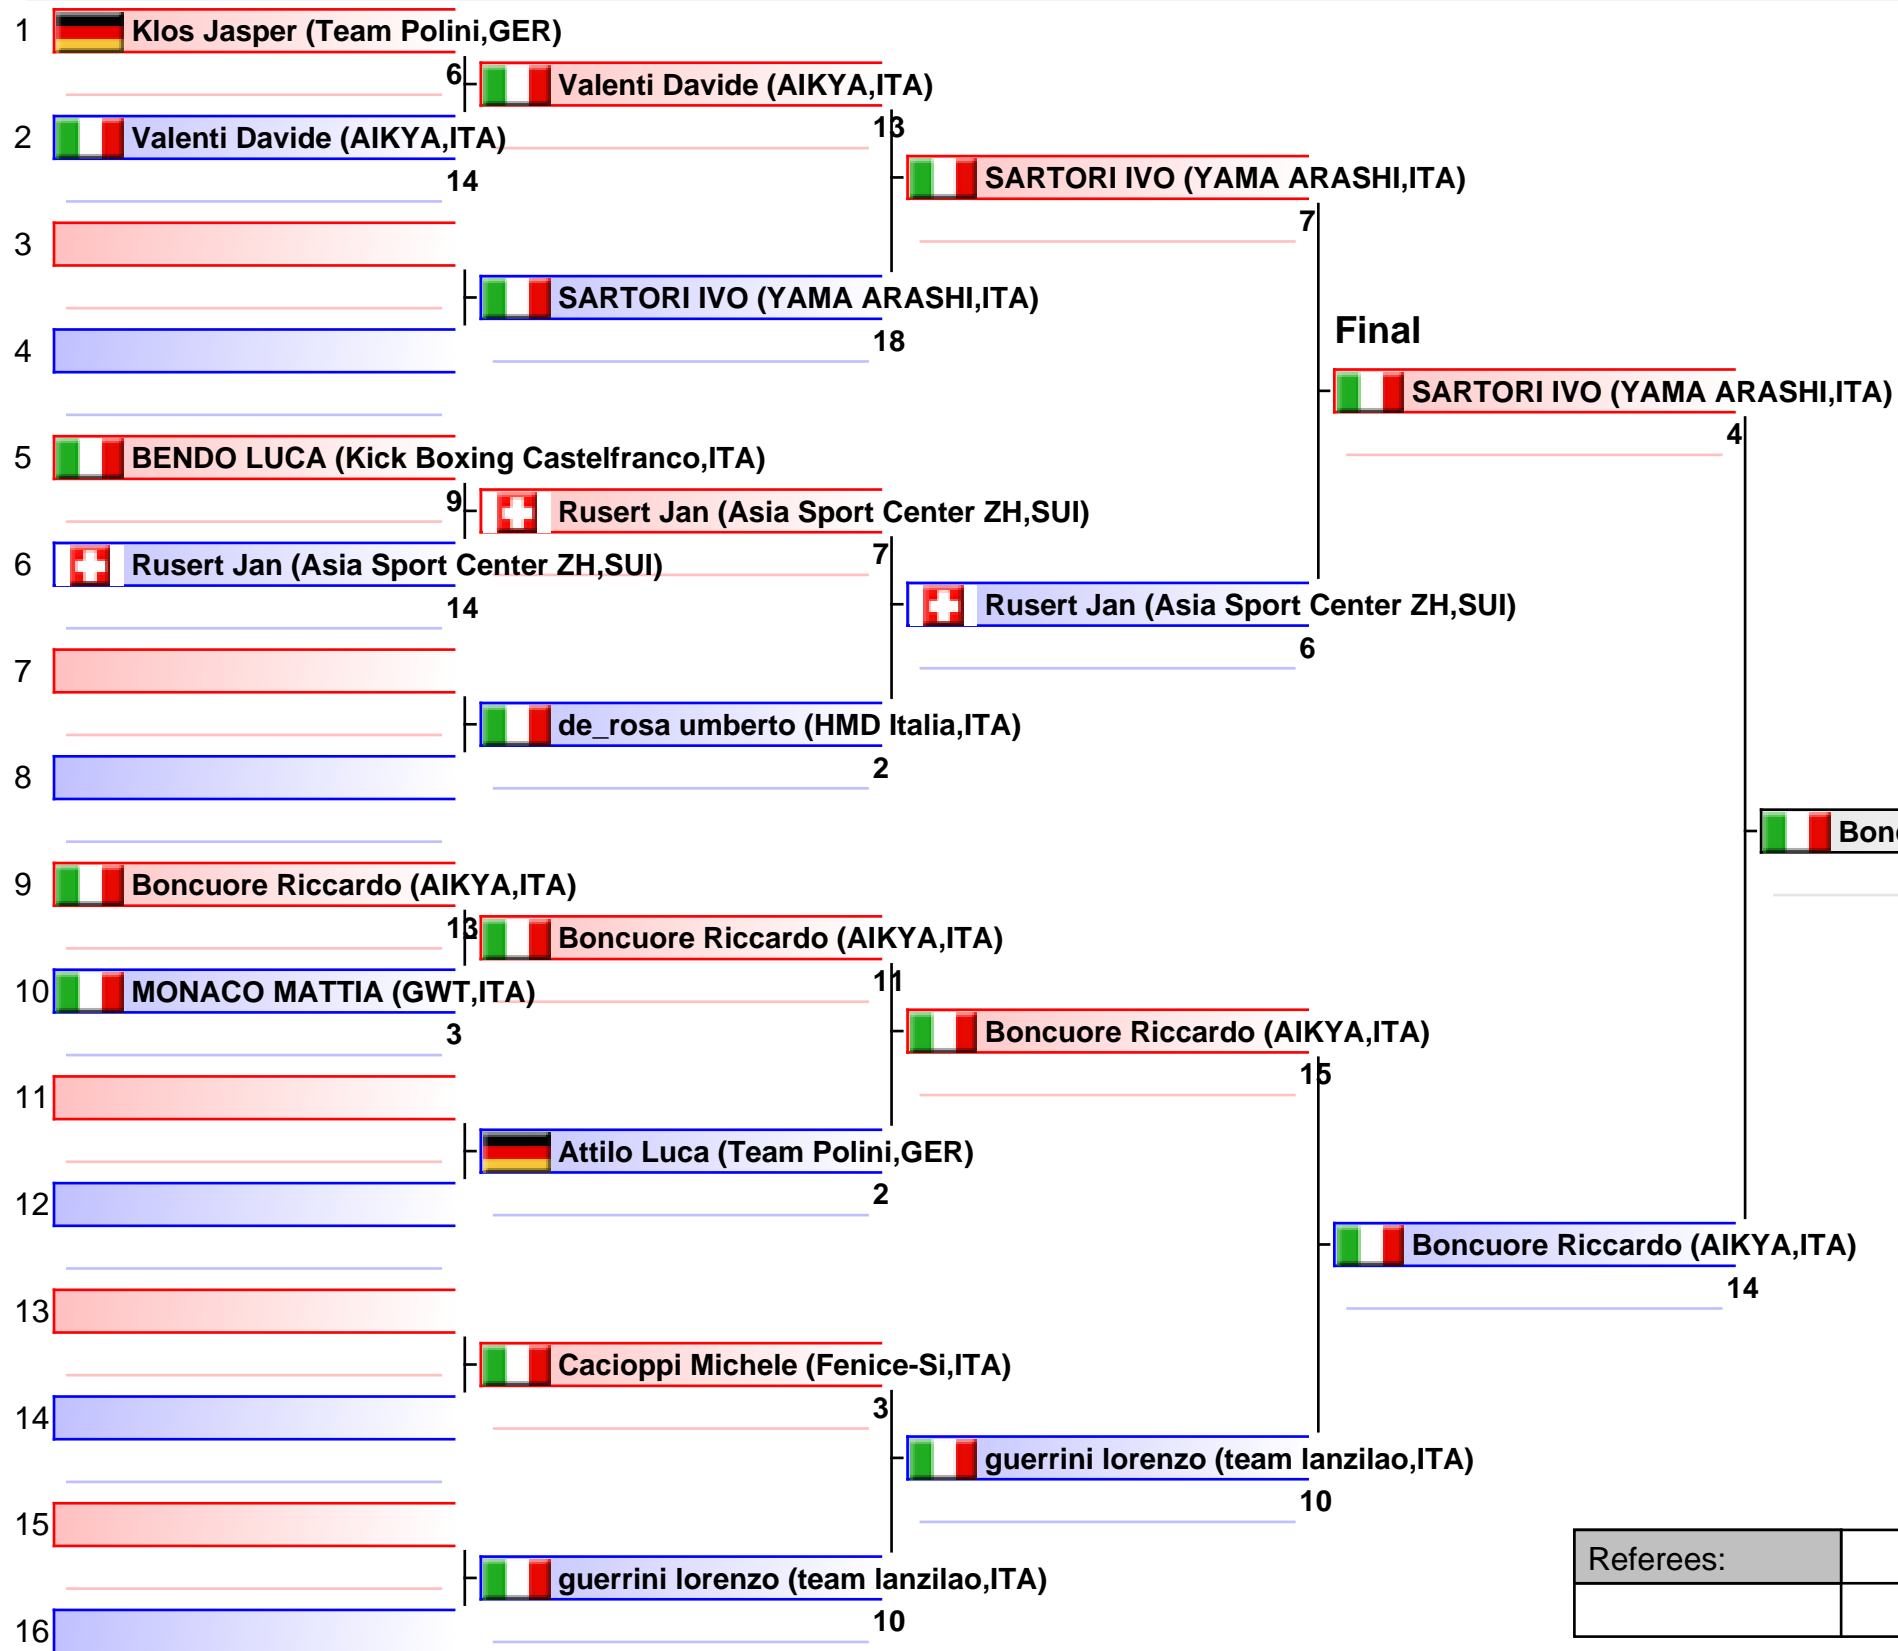 1 Klos Jasper (Team Polini,GER)
6
Valenti Davide (AIKYA,ITA)
13
2 Valenti Davide (AIKYA,ITA)
14
SARTORI IVO (YAMA ARASHI,ITA)
7
3
SARTORI IVO (YAMA ARASHI,ITA)
18
4
Final
SARTORI IVO (YAMA ARASHI,ITA)
4
5 BENDO LUCA (Kick Boxing Castelfranco,ITA)
9
Rusert Jan (Asia Sport Center ZH,SUI)
7
6 Rusert Jan (Asia Sport Center ZH,SUI)
14
Rusert Jan (Asia Sport Center ZH,SUI)
6
7
de_rosa umberto (HMD Italia,ITA)
2
8
9 Boncuore Riccardo (AIKYA,ITA)
13
Boncuore Riccardo (AIKYA,ITA)
11
10 MONACO MATTIA (GWT,ITA)
3
Boncuore Riccardo (AIKYA,ITA)
15
11
Attilo Luca (Team Polini,GER)
2
12
Boncuore Riccardo (AIKYA,ITA)
14
13
Cacioppi Michele (Fenice-Si,ITA)
3
14
guerrini lorenzo (team lanzilao,ITA)
10
15
guerrini lorenzo (team lanzilao,ITA)
10
16
Referees: